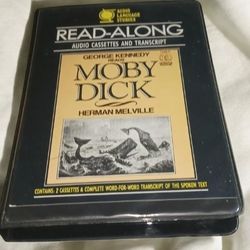 AUDIO
LANGUAGE
STUDIES
READ-ALONG
AUDIO CASSETTES AND TRANSCRIPT
GEORGE KENNEDY
READS
MOBY
DICK
HERMAN MELVILLE
CONTAINS: 2 CASSETTES & COMPLETE WORD-FOR-WORD TRANSCRIPT OF THE SPOKEN TEXT